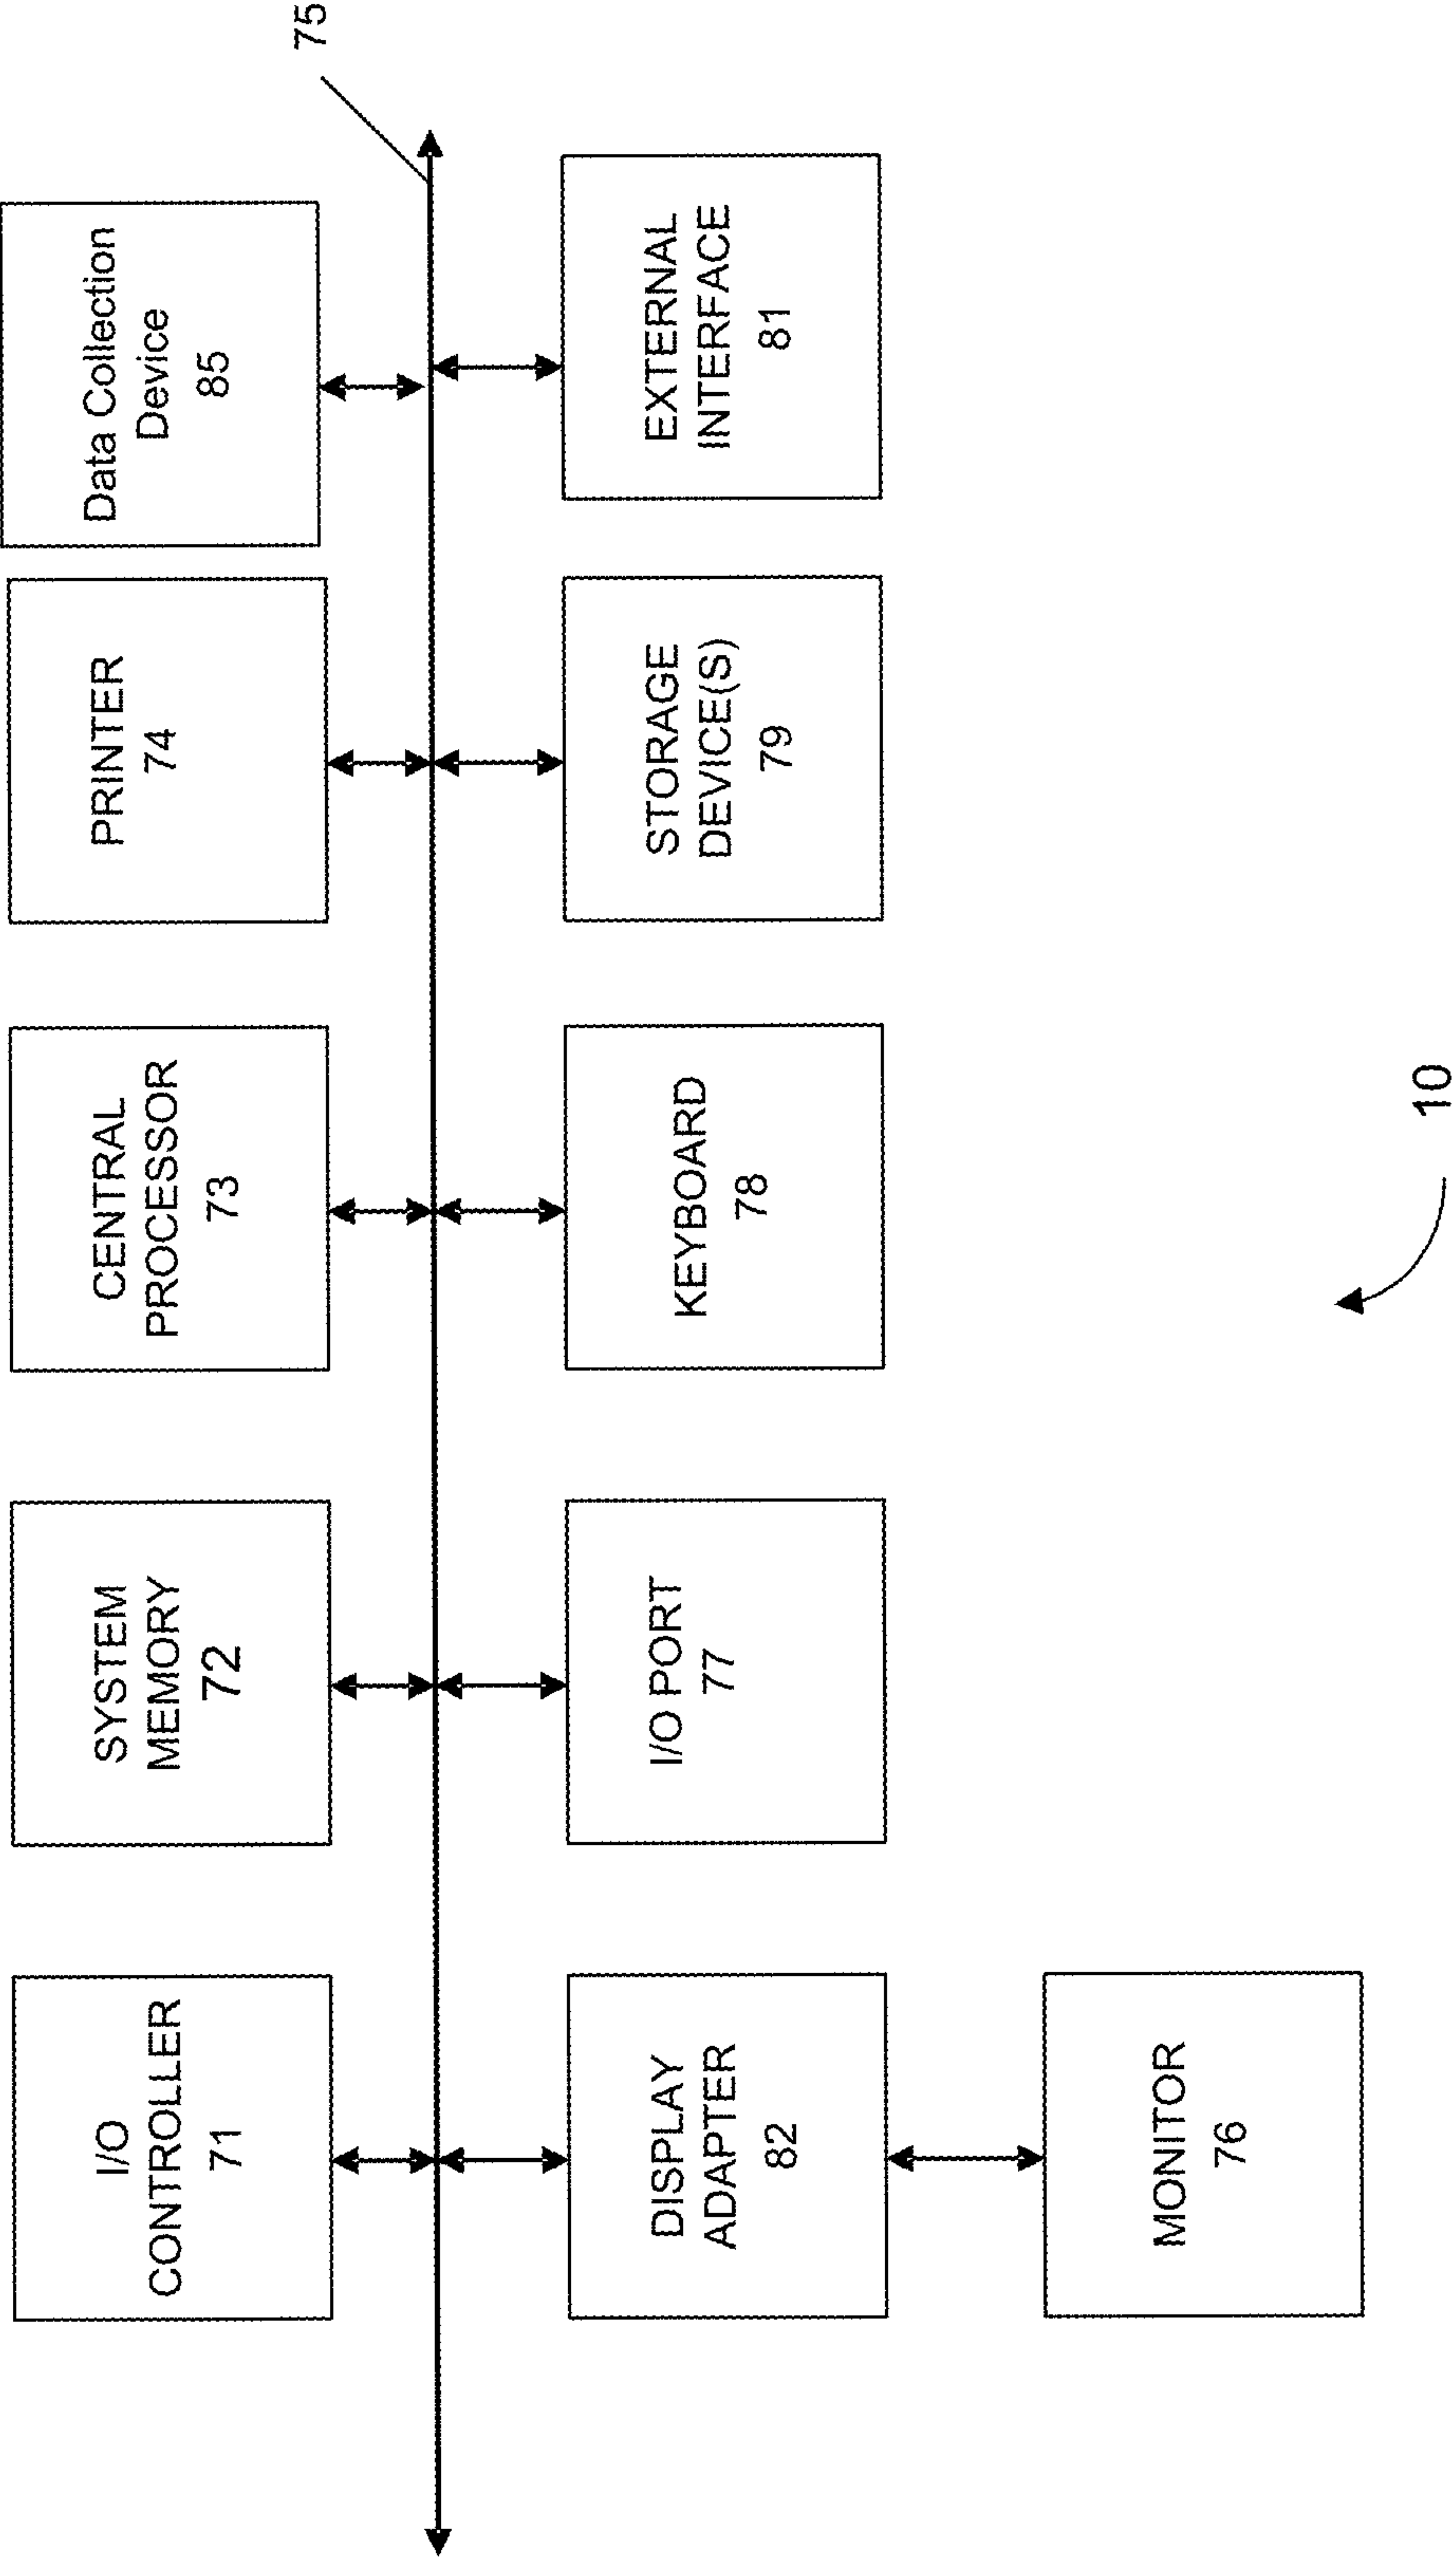 I/O
CONTROLLER
71
SYSTEM
MEMORY
72
CENTRAL
PROCESSOR
73
PRINTER
74
Data Collection
Device
85
75
DISPLAY
ADAPTER
82
I/O PORT
77
KEYBOARD
78
STORAGE
DEVICE(S)
79
EXTERNAL
INTERFACE
81
MONITOR
76
10